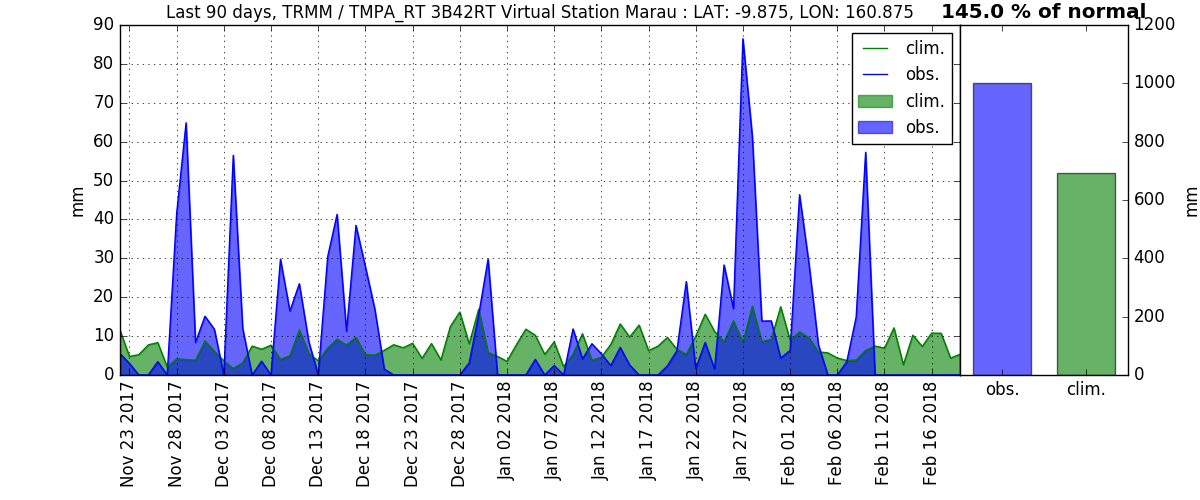 Last 90 days, TRMM / TMPA_RT 3B42RT Virtual Station Marau : LAT: -9.875, LON: 160.875
145.0 % of normal
90
80
70
60
50
40
30
20
10
0
mm
clim.
obs.
clim.
obs.
Nov 23 2017
Nov 28 2017
Dec 03 2017
Dec 08 2017
Dec 13 2017
Dec 18 2017
Dec 23 2017
Dec 28 2017
Jan 02 2018
Jan 07 2018
Jan 12 2018
Jan 17 2018
Jan 22 2018
Jan 27 2018
Feb 01 2018
Feb 06 2018
Feb 11 2018
Feb 16 2018
1200
1000
800
600
400
200
0
mm
obs.
clim.